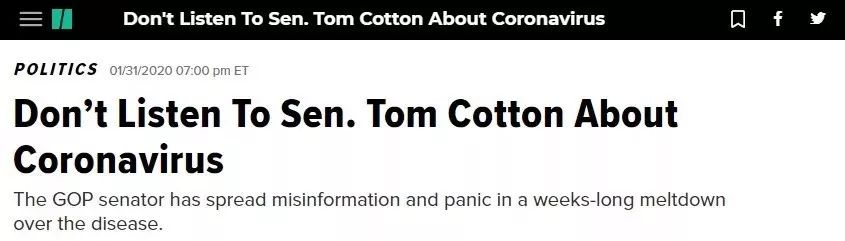 Don't Listen To Sen. Tom Cotton About Coronavirus
POLITICS 01/31/2020 07:00 pm ET
Don’t Listen To Sen. Tom Cotton About
Coronavirus
The GOP senator has spread misinformation and panic in a weeks-long meltdown
over the disease.